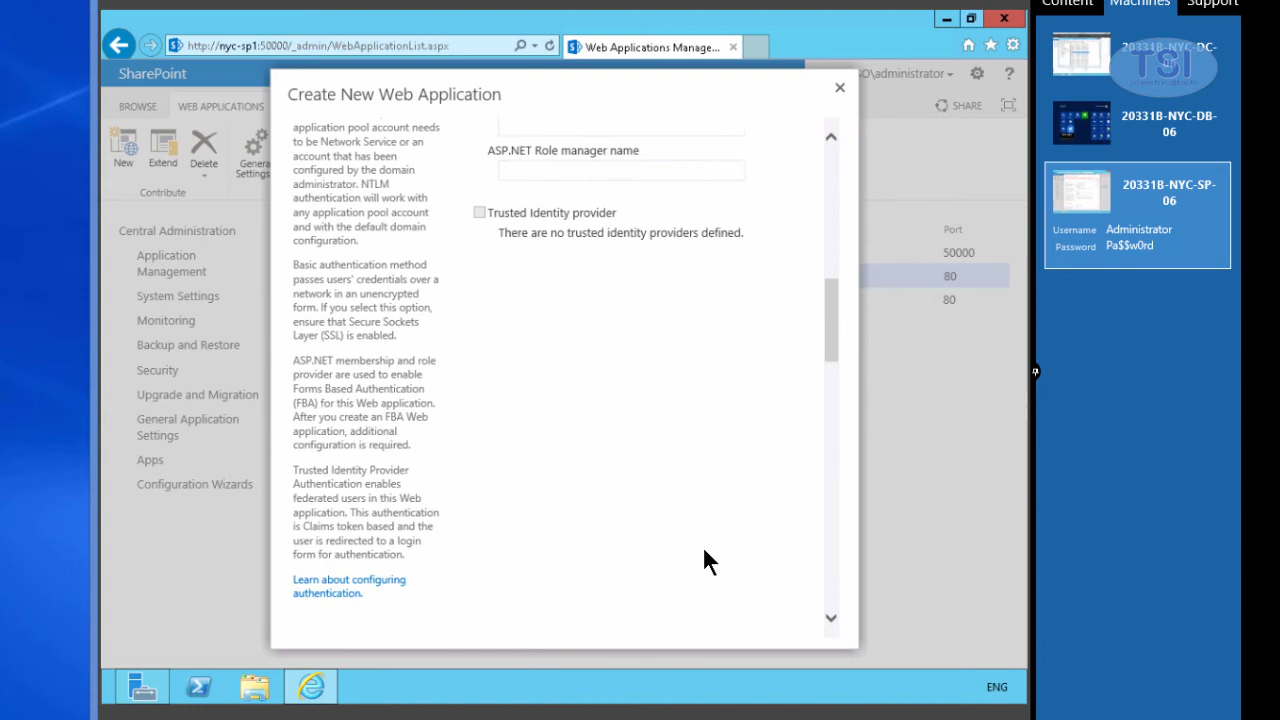 Content Machines Support
http://nyc-sp1:50000/_admin/WebApplicationList.aspx
Web Applications Manage...
SharePoint
O\administrator
?
BROWSE
WEB APPLICATIONS
SHARE
New
Extend
Delete
General
Settings
Contribute
Central Administration
Application
Management
System Settings
Monitoring
Backup and Restore
Security
Upgrade and Migration
General Application
Settings
Apps
Configuration Wizards
Create New Web Application
application pool account needs
to be Network Service or an
account that has been
configured by the domain
administrator. NTLM
authentication will work with
any application pool account
and with the default domain
configuration.
Basic authentication method
passes users' credentials over a
network in an unencrypted
form. If you select this option,
ensure that Secure Sockets
Layer (SSL) is enabled.
ASP.NET membership and role
provider are used to enable
Forms Based Authentication
(FBA) for this Web application.
After you create an FBA Web
application, additional
configuration is required.
Trusted Identity Provider
Authentication enables
federated users in this Web
application. This authentication
is Claims token based and the
user is redirected to a login
form for authentication.
Learn about configuring
authentication.
ASP.NET Role manager name
Trusted Identity provider
There are no trusted identity providers defined.
Port
50000
80
80
20331B-NYC-DC-
TSI
20331B-NYC-DB-
06
20331B-NYC-SP-
06
Username Administrator
Password Pa$$w0rd
ENG